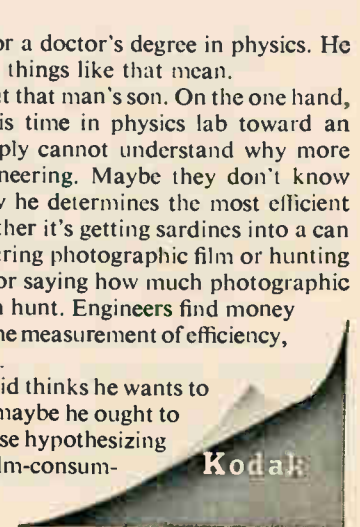 or a doctor's degree in physics. He
things like that mean.
et that man's son. On the one hand,
is time in physics lab toward an
ply cannot understand why more
neering. Maybe they don't know
v he determines the most efficient
ther it's getting sardines into a can
ering photographic film or hunting
or saying how much photographic
n hunt. Engineers find money
he measurement of efficiency,
id thinks he wants to
maybe he ought to
se hypothesizing
lm-consum-
Kodak